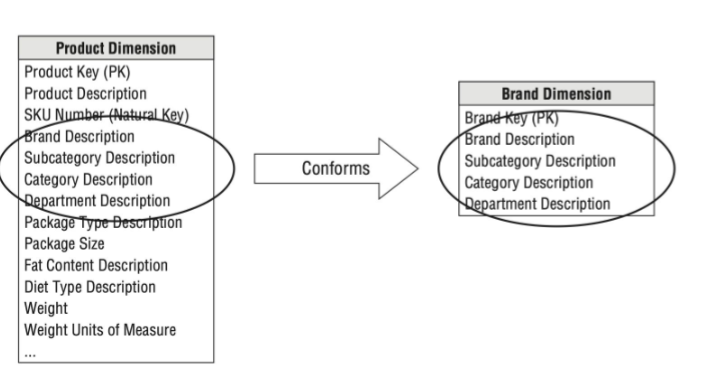 Product Dimension
Product Key (PK)
Product Description
SKU Number (Natural Key)
Brand Description
Subcategory Description
Category Description
Department Description
Package Type Description
Package Size
Fat Content Description
Diet Type Description
Weight
Weight Units of Measure
...
Conforms
Brand Dimension
Brand Key (PK)
Brand Description
Subcategory Description
Category Description
Department Description